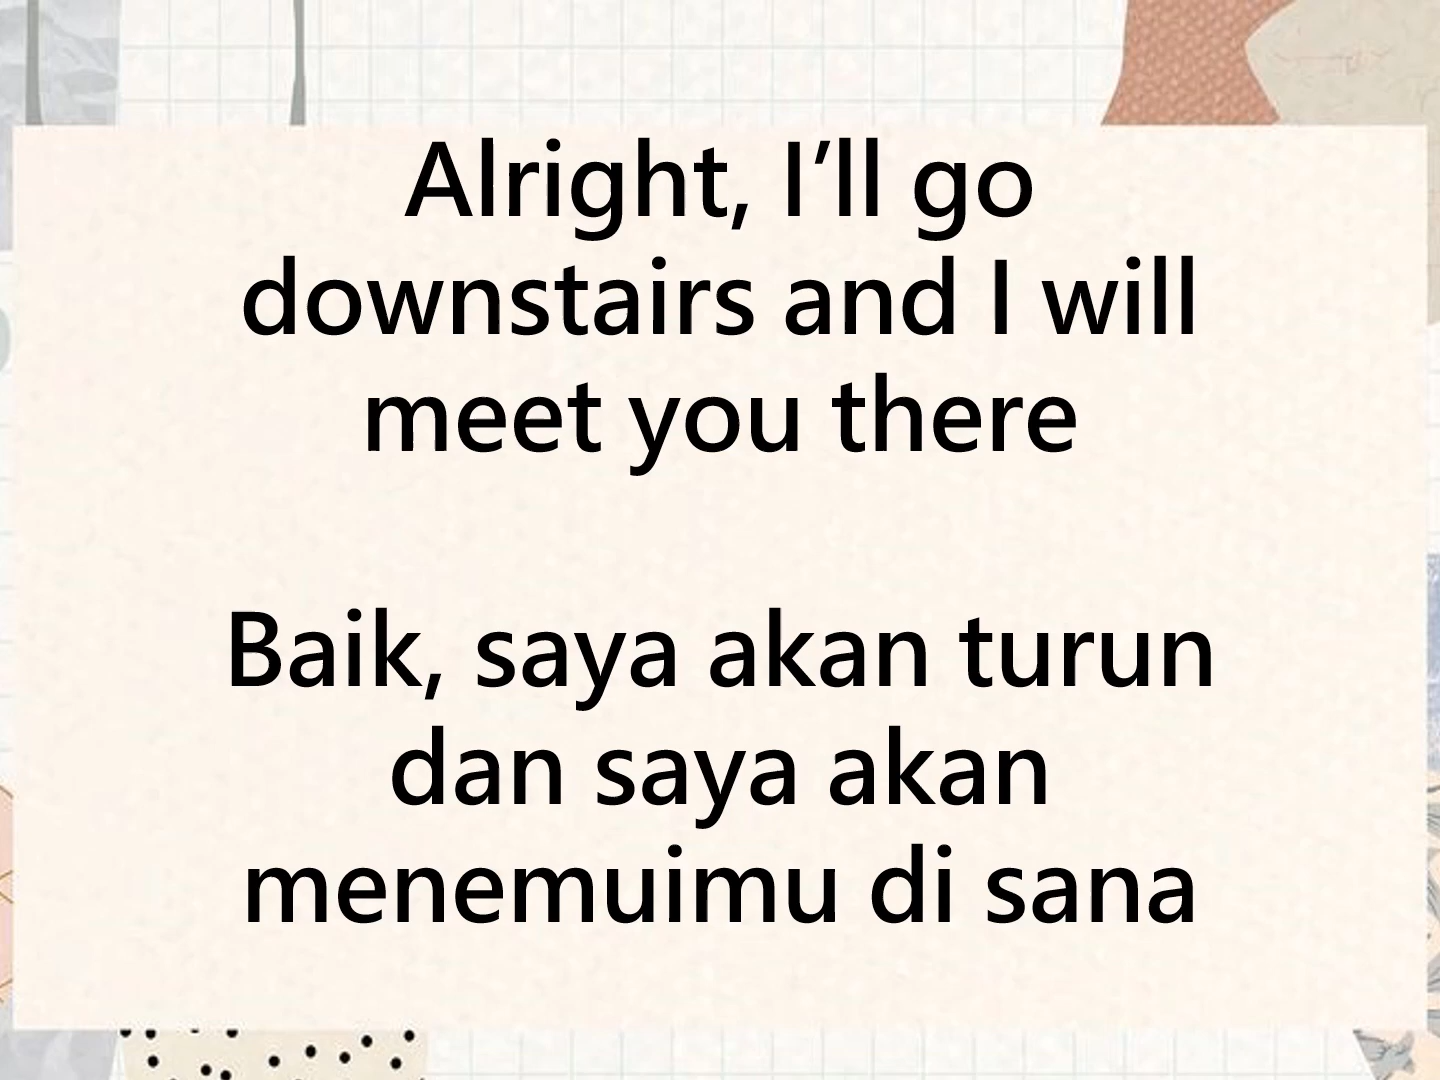 Alright, I’ll go
downstairs and I will
meet you there
Baik, saya akan turun
dan saya akan
menemuimu di sana